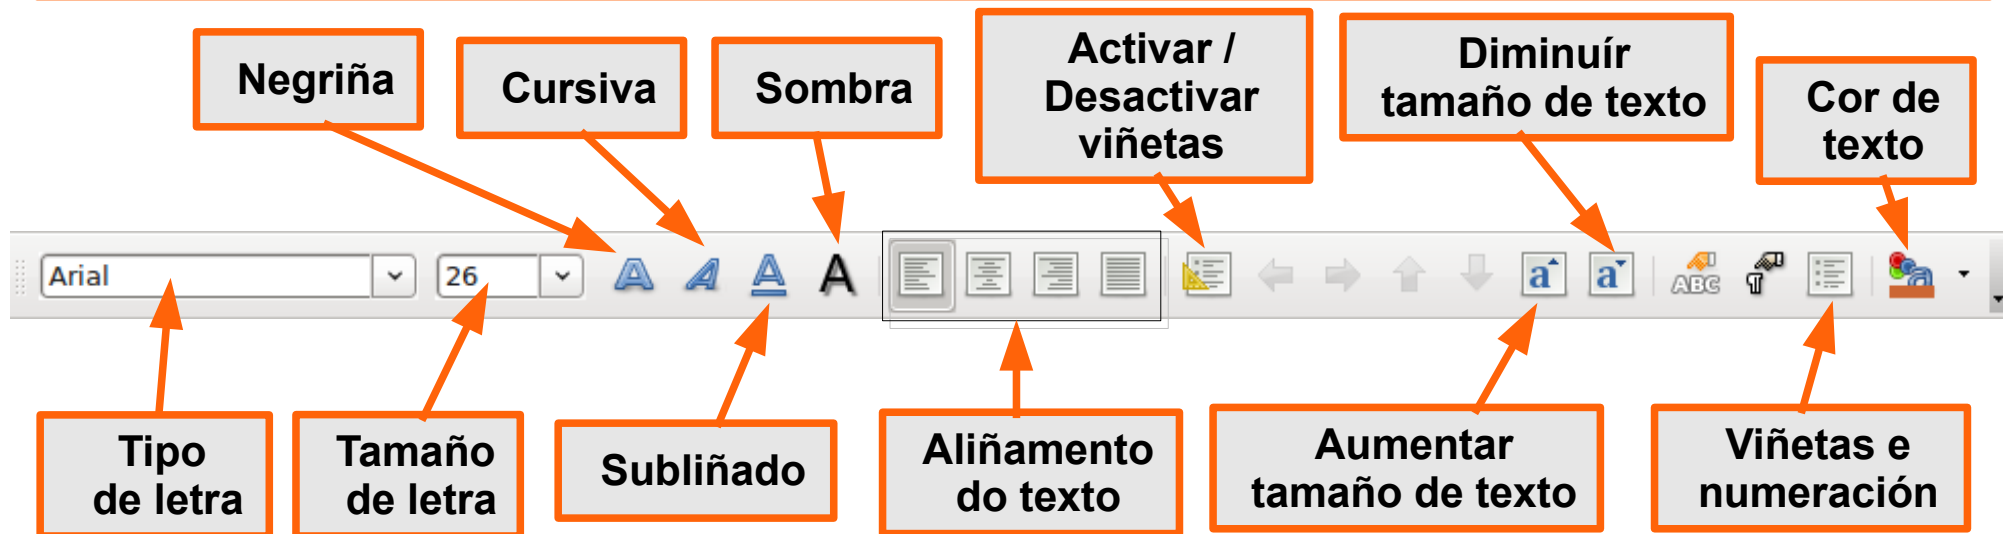 Negriña
Cursiva
Sombra
Activar /
Desactivar
viñetas
Diminuír
tamaño de texto
Cor de
texto
Arial
26
A A A A
a a
ABC
a
Tipo
de letra
Tamaño
de letra
Subliñado
Aliñamento
do texto
Aumentar
tamaño de texto
Viñetas e
numeración